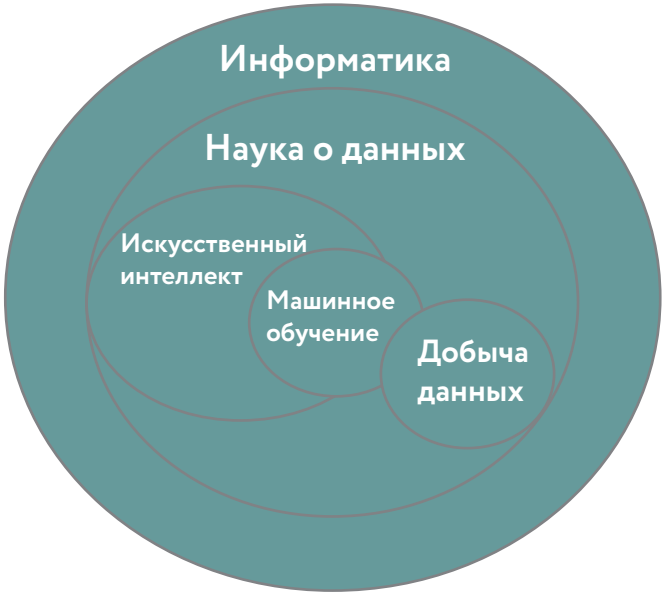 Информатика
Наука о данных
Искусственный
интеллект
Машинное
обучение
Добыча
данных